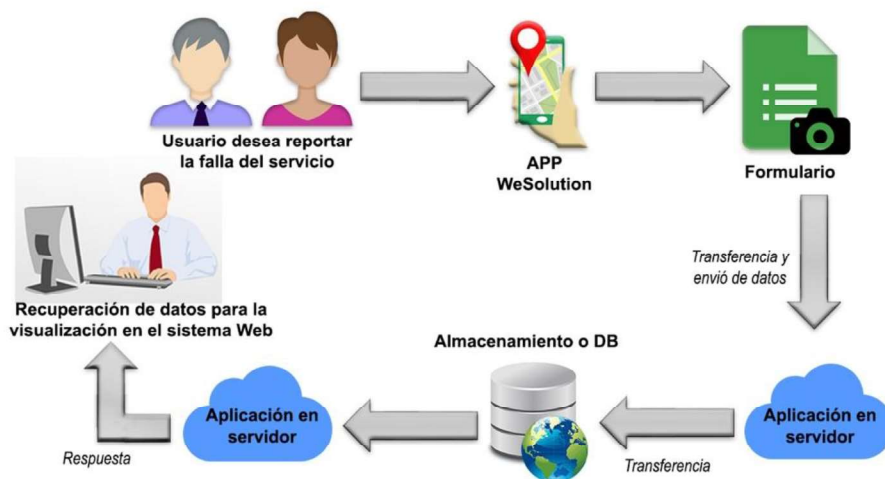 Usuario desea reportar
la falla del servicio
APP
WeSolution
Formulario
Transferencia y
envió de datos
Aplicación en
servidor
Transferencia
Almacenamiento o DB
Aplicación en
servidor
Respuesta
Recuperación de datos para la
visualización en el sistema Web